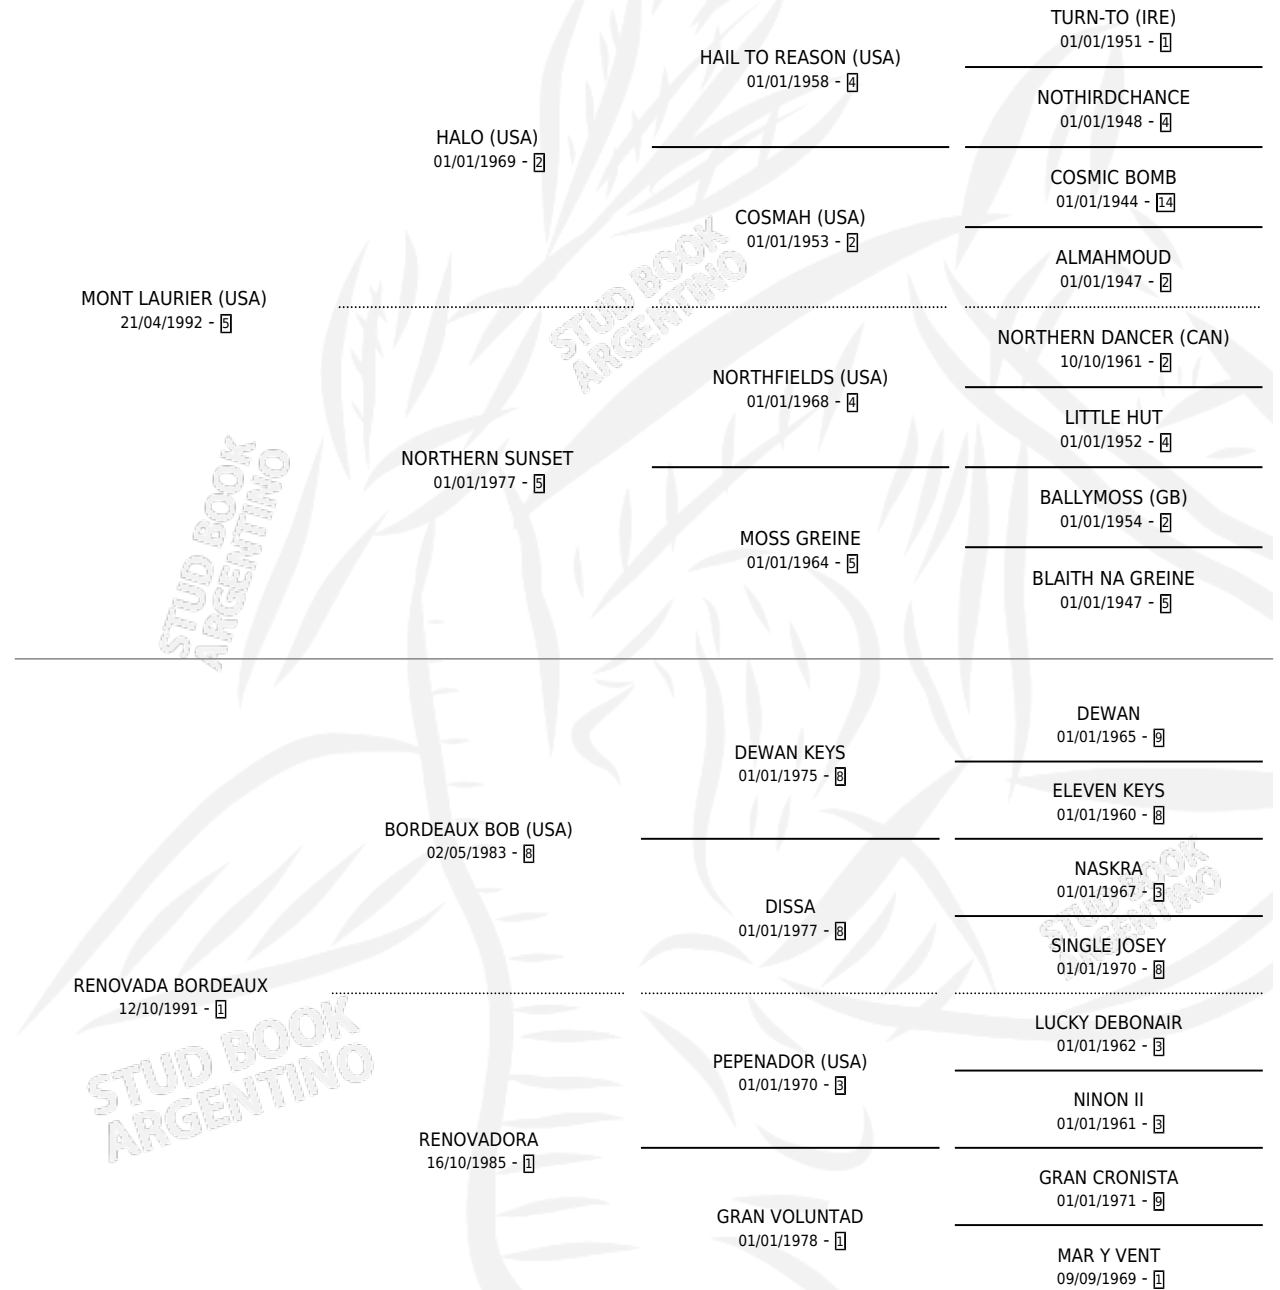 TURN-TO (IRE)
01/01/1951 - 1
HAIL TO REASON (USA)
01/01/1958 - 4
NOTHIRDCHANCE
01/01/1948 - 4
HALO (USA)
01/01/1969 - 2
COSMIC BOMB
01/01/1944 - 14
COSMAH (USA)
01/01/1953 - 2
ALMAHMOUD
01/01/1947 - 2
MONT LAURIER (USA)
21/04/1992 - 5
NORTHERN DANCER (CAN)
10/10/1961 - 2
NORTHFIELDS (USA)
01/01/1968 - 4
LITTLE HUT
01/01/1952 - 4
NORTHERN SUNSET
01/01/1977 - 5
BALLYMOSS (GB)
01/01/1954 - 2
MOSS GREINE
01/01/1964 - 5
BLAITH NA GREINE
01/01/1947 - 5
DEWAN
01/01/1965 - 9
DEWAN KEYS
01/01/1975 - 8
ELEVEN KEYS
01/01/1960 - 8
BORDEAUX BOB (USA)
02/05/1983 - 8
NASKRA
01/01/1967 - 3
DISSA
01/01/1977 - 8
SINGLE JOSEY
01/01/1970 - 8
RENOVADA BORDEAUX
12/10/1991 - 1
LUCKY DEBONAIR
01/01/1962 - 3
PEPENADOR (USA)
01/01/1970 - 3
NINON II
01/01/1961 - 3
RENOVADORA
16/10/1985 - 1
GRAN CRONISTA
01/01/1971 - 9
GRAN VOLUNTAD
01/01/1978 - 1
MAR Y VENT
09/09/1969 - 1
STUD BOOK
ARGENTINO
STUD BOOK
ARGENTINO
STUD BOOK
ARGENTINO
STUD BOOK
ARGENTINO